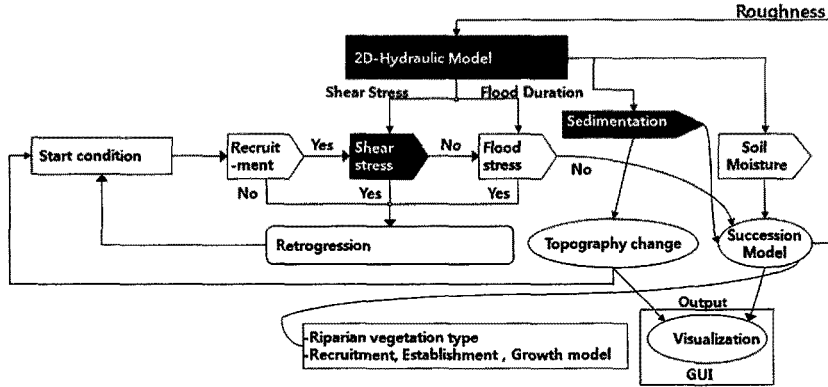 Roughness
2D-Hydraulic Model
Shear Stress
Flood Duration
Sedimentation
Start condition
Recruit
-ment
Yes
Shear
stress
No
Flood
stress
No
Soil
Moisture
No
Yes
Yes
Retrogression
Topography change
Succession
Model
Output
-Riparian vegetation type
-Recruitment, Establishment , Growth model
Visualization
GUI